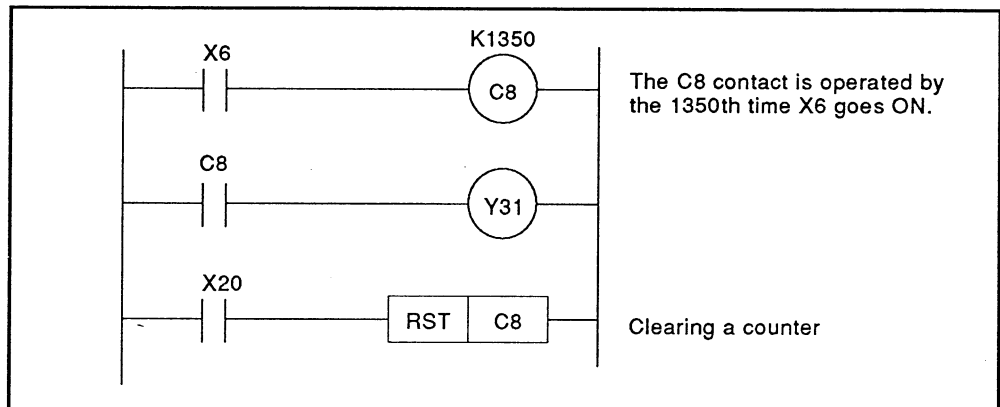 K1350
X6
C8
The C8 contact is operated by
the 1350th time X6 goes ON.
C8
Y31
X20
RST C8
Clearing a counter